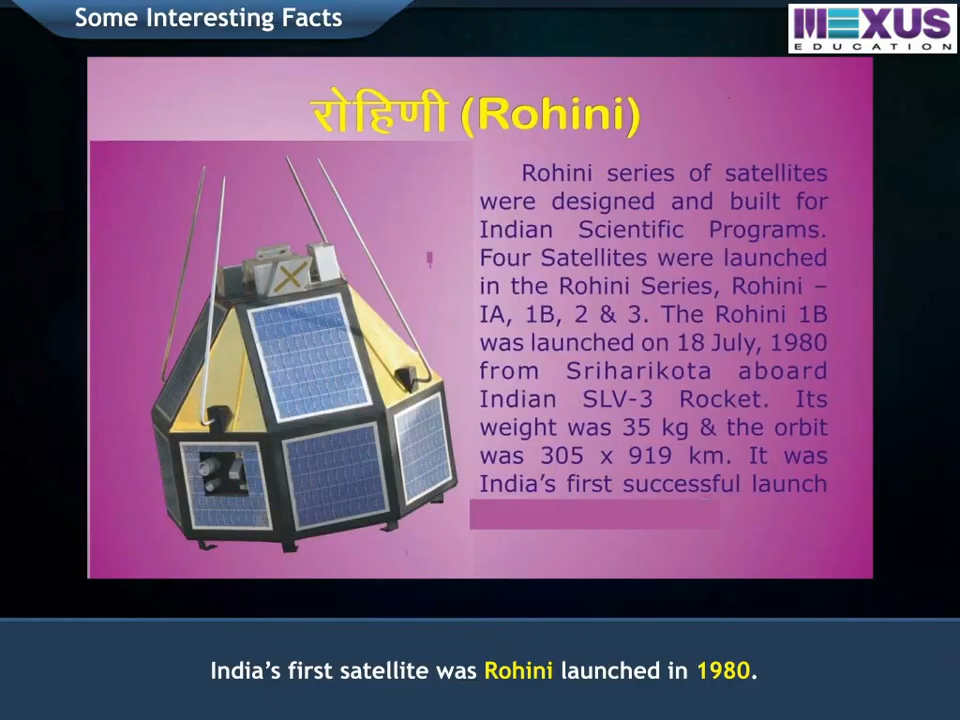 Some Interesting Facts
MEXUS
EDUCATION
रोहिणी (Rohini)
Rohini series of satellites
were designed and built for
Indian Scientific Programs.
Four Satellites were launched
in the Rohini Series, Rohini –
IA, 1B, 2 & 3. The Rohini 1B
was launched on 18 July, 1980
from Sriharikota aboard
Indian SLV-3 Rocket. Its
weight was 35 kg & the orbit
was 305 x 919 km. It was
India's first successful launch
India's first satellite was Rohini launched in 1980.